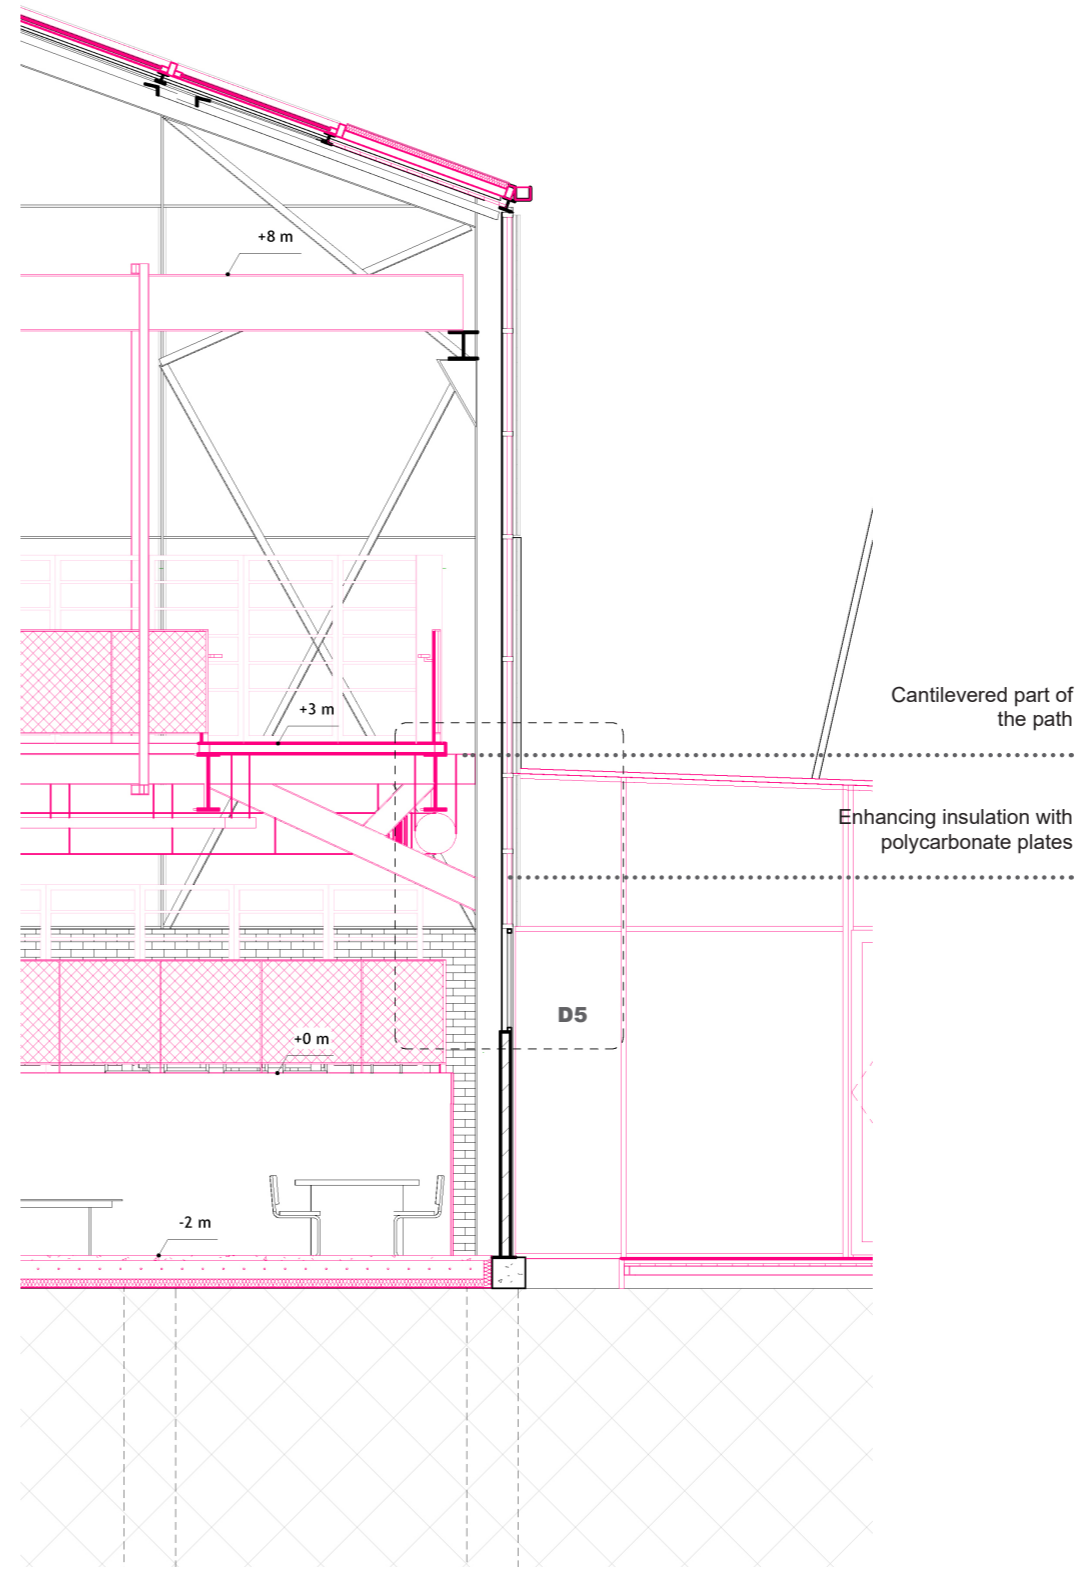 +8 m
Cantilevered part of
the path
+3 m
Enhancing insulation with
polycarbonate plates
D5
+0 m
-2 m